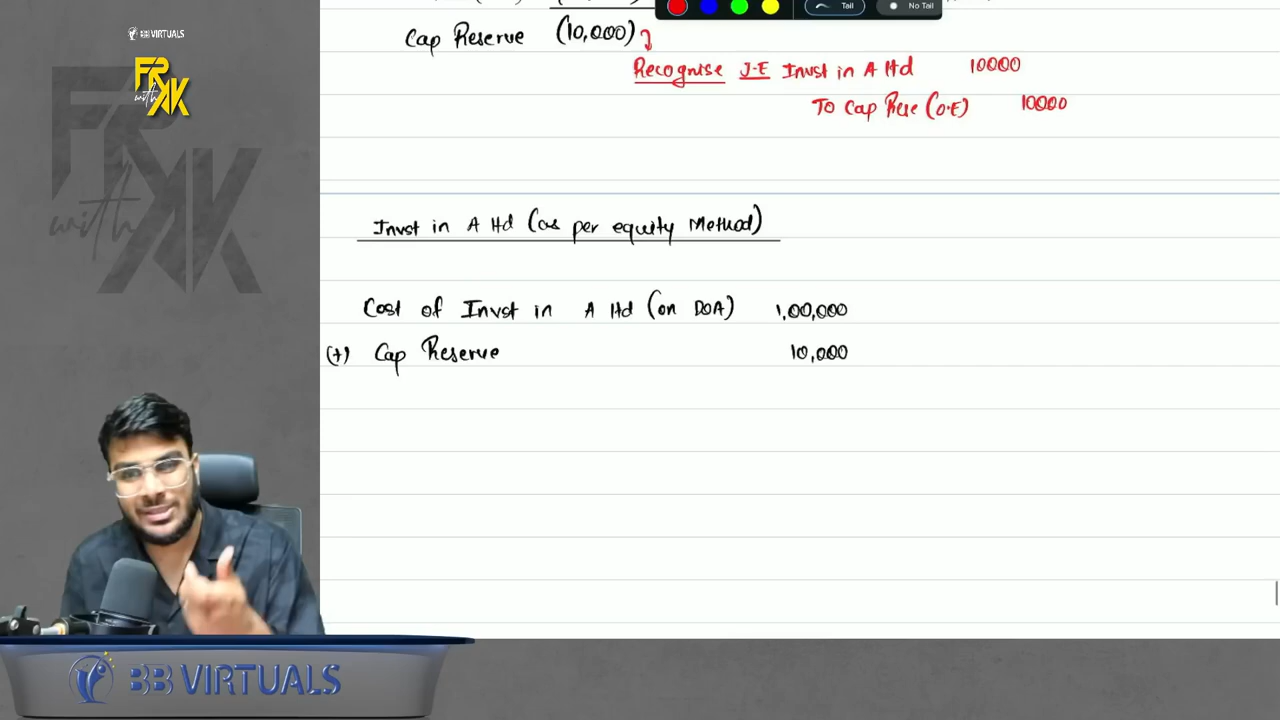 Tail
No Tail
BB VIRTUALS
FR
with
AK
Cap Reserve (10,000)
Recognise J.E Invst in A ltd 10000
To Cap Rese (O.E) 10000
Invst in A ltd (as per equity Method)
Cost of Invst in A ltd (on DOA) 1,00,000
(+) Cap Reserve 10,000
BB VIRTUALS